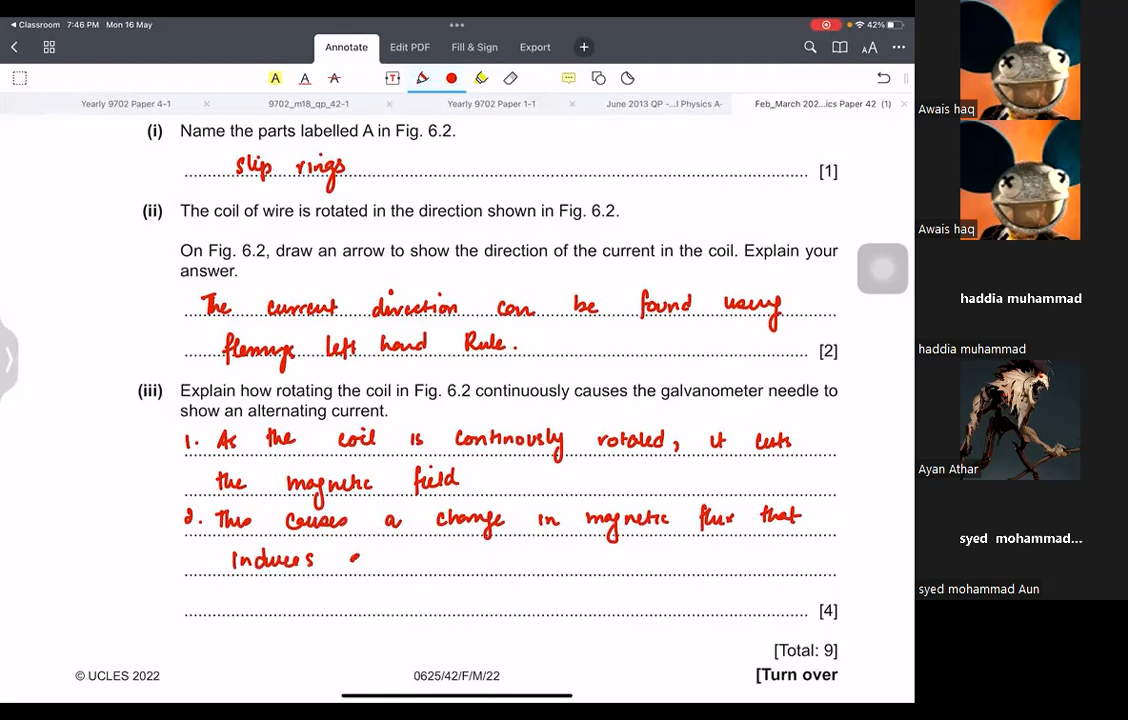 Classroom 7:46 PM Mon 16 May
42%
Annotate Edit PDF Fill & Sign Export
Yearly 9702 Paper 4-1 9702_m18_qp_42-1 Yearly 9702 Paper 1-1 June 2013 QP -...l Physics A- Feb_March 202...ics Paper 42 (1)
(i) Name the parts labelled A in Fig. 6.2.
slip rings
[1]
(ii) The coil of wire is rotated in the direction shown in Fig. 6.2.
On Fig. 6.2, draw an arrow to show the direction of the current in the coil. Explain your
answer.
The current direction can be found using
flemings left hand Rule.
[2]
(iii) Explain how rotating the coil in Fig. 6.2 continuously causes the galvanometer needle to
show an alternating current.
1. As the coil is continously rotated, it cuts
the magnetic field
2. This causes a change in magnetic flux that
Induces
[4]
[Total: 9]
© UCLES 2022 0625/42/F/M/22 [Turn over
Awais haq
Awais haq
haddia muhammad
haddia muhammad
Ayan Athar
syed mohammad...
syed mohammad Aun